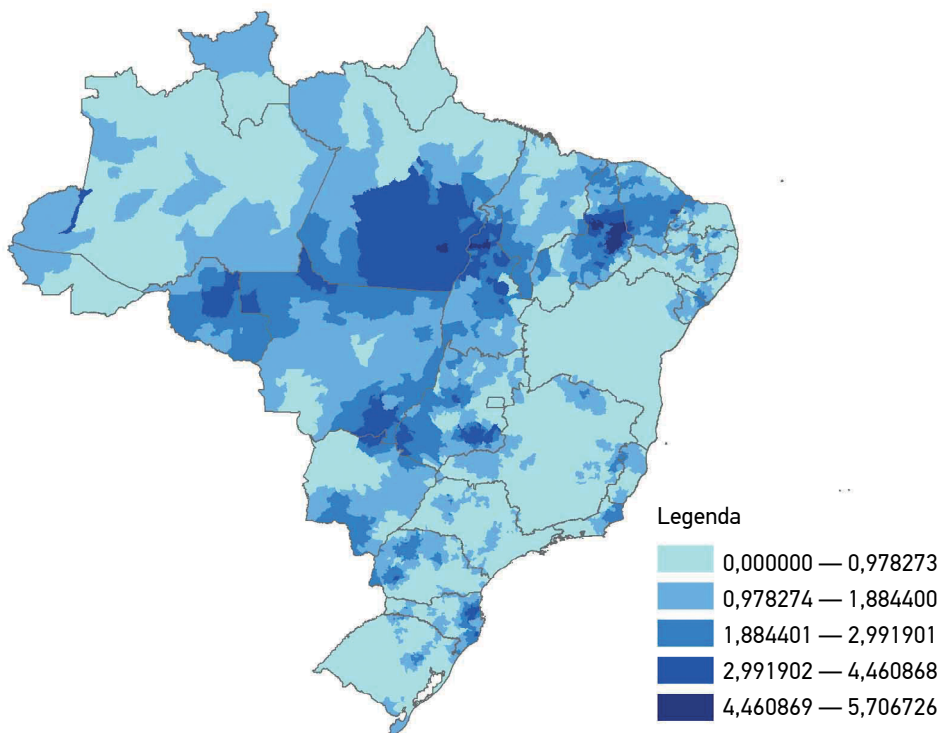 Legenda
0,000000 — 0,978273
0,978274 — 1,884400
1,884401 — 2,991901
2,991902 — 4,460868
4,460869 — 5,706726